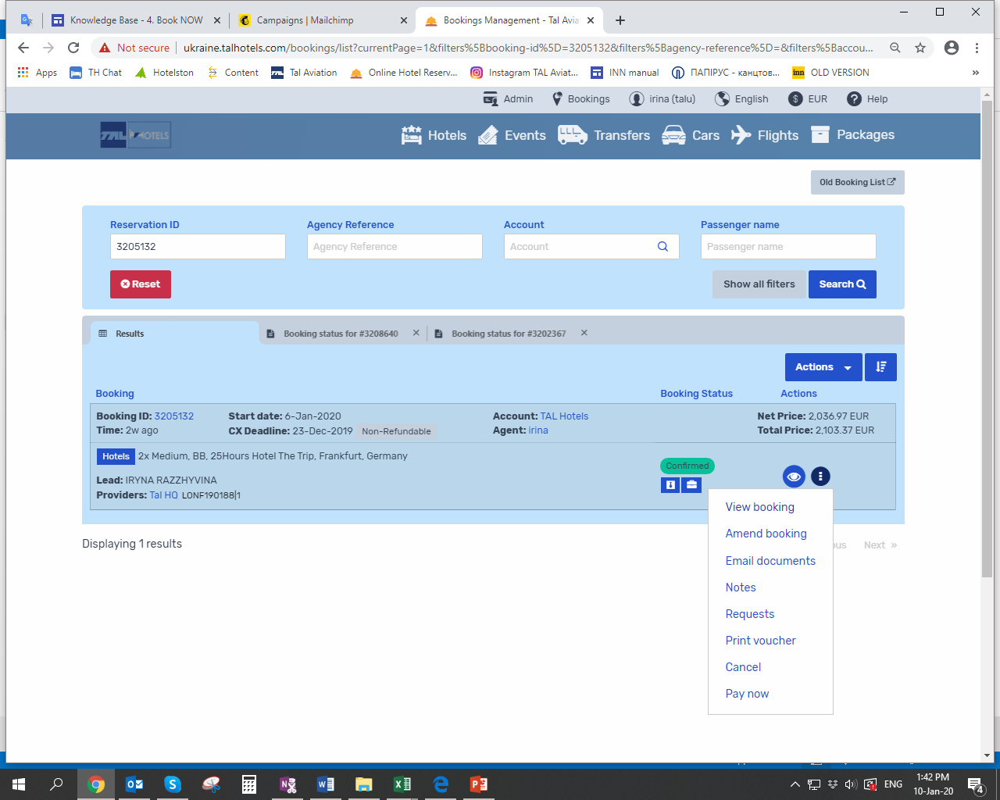 Knowledge Base - 4. Book NOW
Campaigns | Mailchimp
Bookings Management - Tal Avia
Not secure
ukraine.talhotels.com/bookings/list?currentPage=1&filters%5Bbooking-id%5D=3205132&filters%5Bagency-reference%5D=&filters%5Baccou...
Apps
TH Chat
Hotelston
Content
Tal Aviation
Online Hotel Reserv...
Instagram TAL Aviat...
INN manual
ПАПІРУС - канцтов...
inn
OLD VERSION
»
Admin
Bookings
irina (talu)
English
$ EUR
? Help
TAL HOTELS
Hotels
Events
Transfers
Cars
Flights
Packages
Old Booking List
Reservation ID
Agency Reference
Account
Passenger name
3205132
Agency Reference
Account
Passenger name
Reset
Show all filters
Search
Results
Booking status for #3208640
Booking status for #3202367
Actions
Booking
Booking Status
Actions
Booking ID: 3205132
Start date: 6-Jan-2020
Account: TAL Hotels
Net Price: 2,036.97 EUR
Time: 2w ago
CX Deadline: 23-Dec-2019 Non-Refundable
Agent: irina
Total Price: 2,103.37 EUR
Hotels 2x Medium, BB, 25Hours Hotel The Trip, Frankfurt, Germany
Confirmed
Lead: IRYNA RAZZHYVINA
Providers: Tal HQ LONF190188|1
View booking
Amend booking
Email documents
Notes
Requests
Print voucher
Cancel
Pay now
Displaying 1 results
ous
Next »
ENG
1:42 PM
10-Jan-20
4